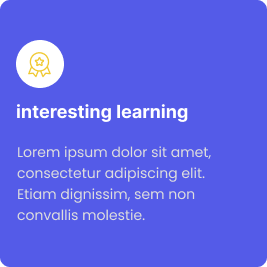 interesting learning
Lorem ipsum dolor sit amet,
consectetur adipiscing elit.
Etiam dignissim, sem non
convallis molestie.